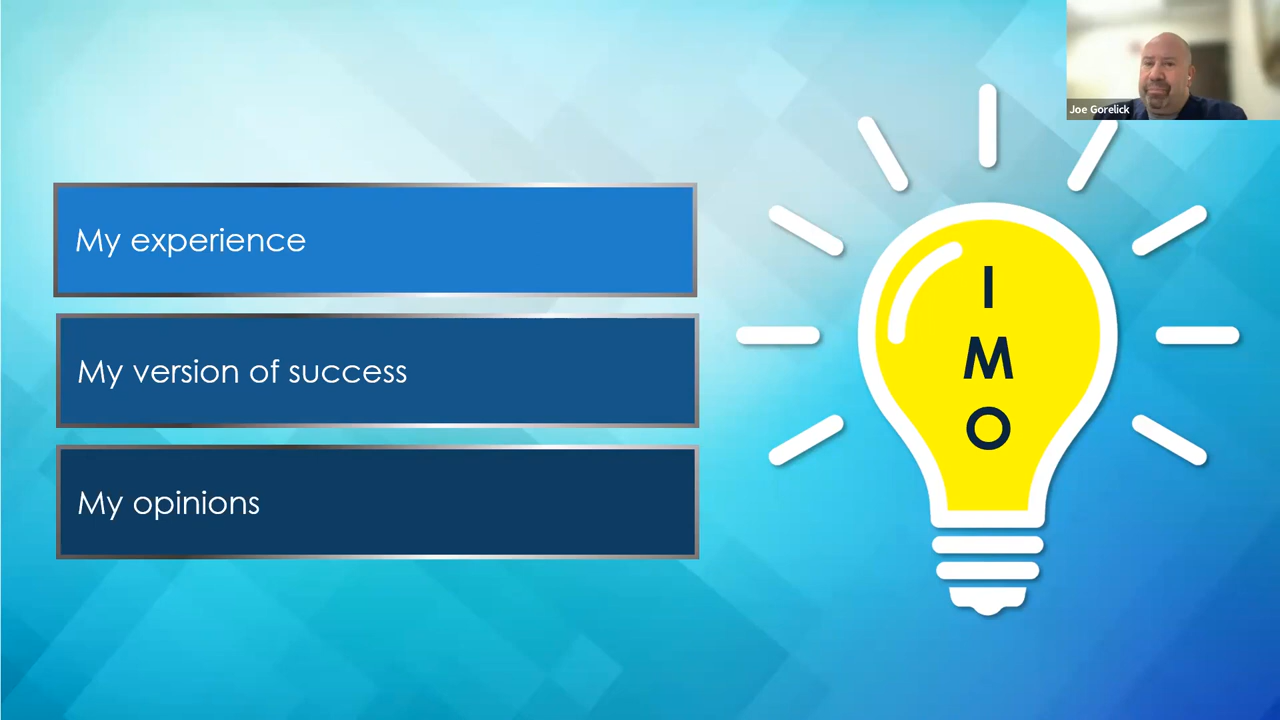 Joe Gorelick
My experience
My version of success
My opinions
I
M
O